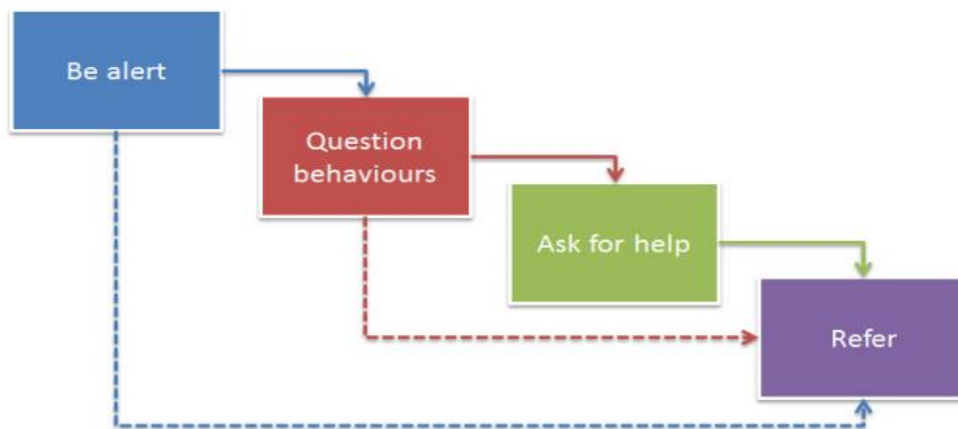 Be alert
Question
behaviours
Ask for help
Refer